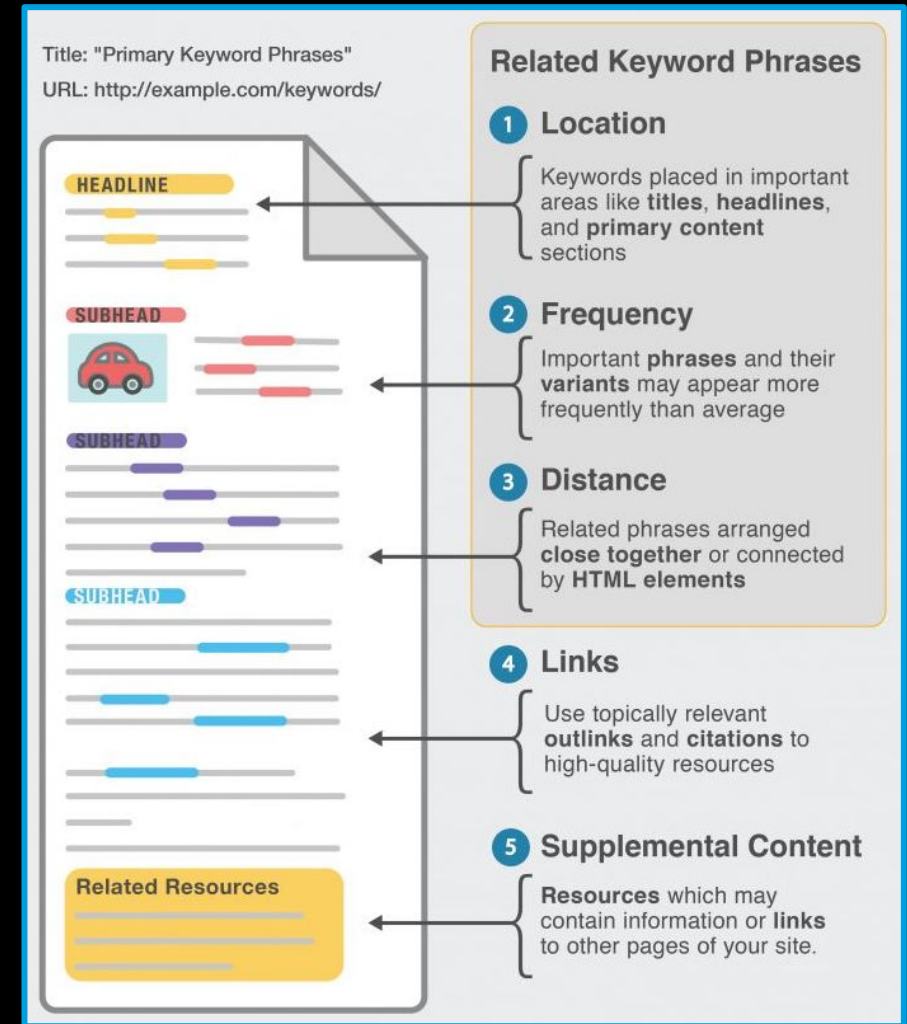 Title: "Primary Keyword Phrases"
URL: http://example.com/keywords/
HEADLINE
SUBHEAD
SUBHEAD
SUBHEAD
Related Resources
Related Keyword Phrases
1 Location
Keywords placed in important
areas like titles, headlines,
and primary content
sections
2 Frequency
Important phrases and their
variants may appear more
frequently than average
3 Distance
Related phrases arranged
close together or connected
by HTML elements
4 Links
Use topically relevant
outlinks and citations to
high-quality resources
5 Supplemental Content
Resources which may
contain information or links
to other pages of your site.